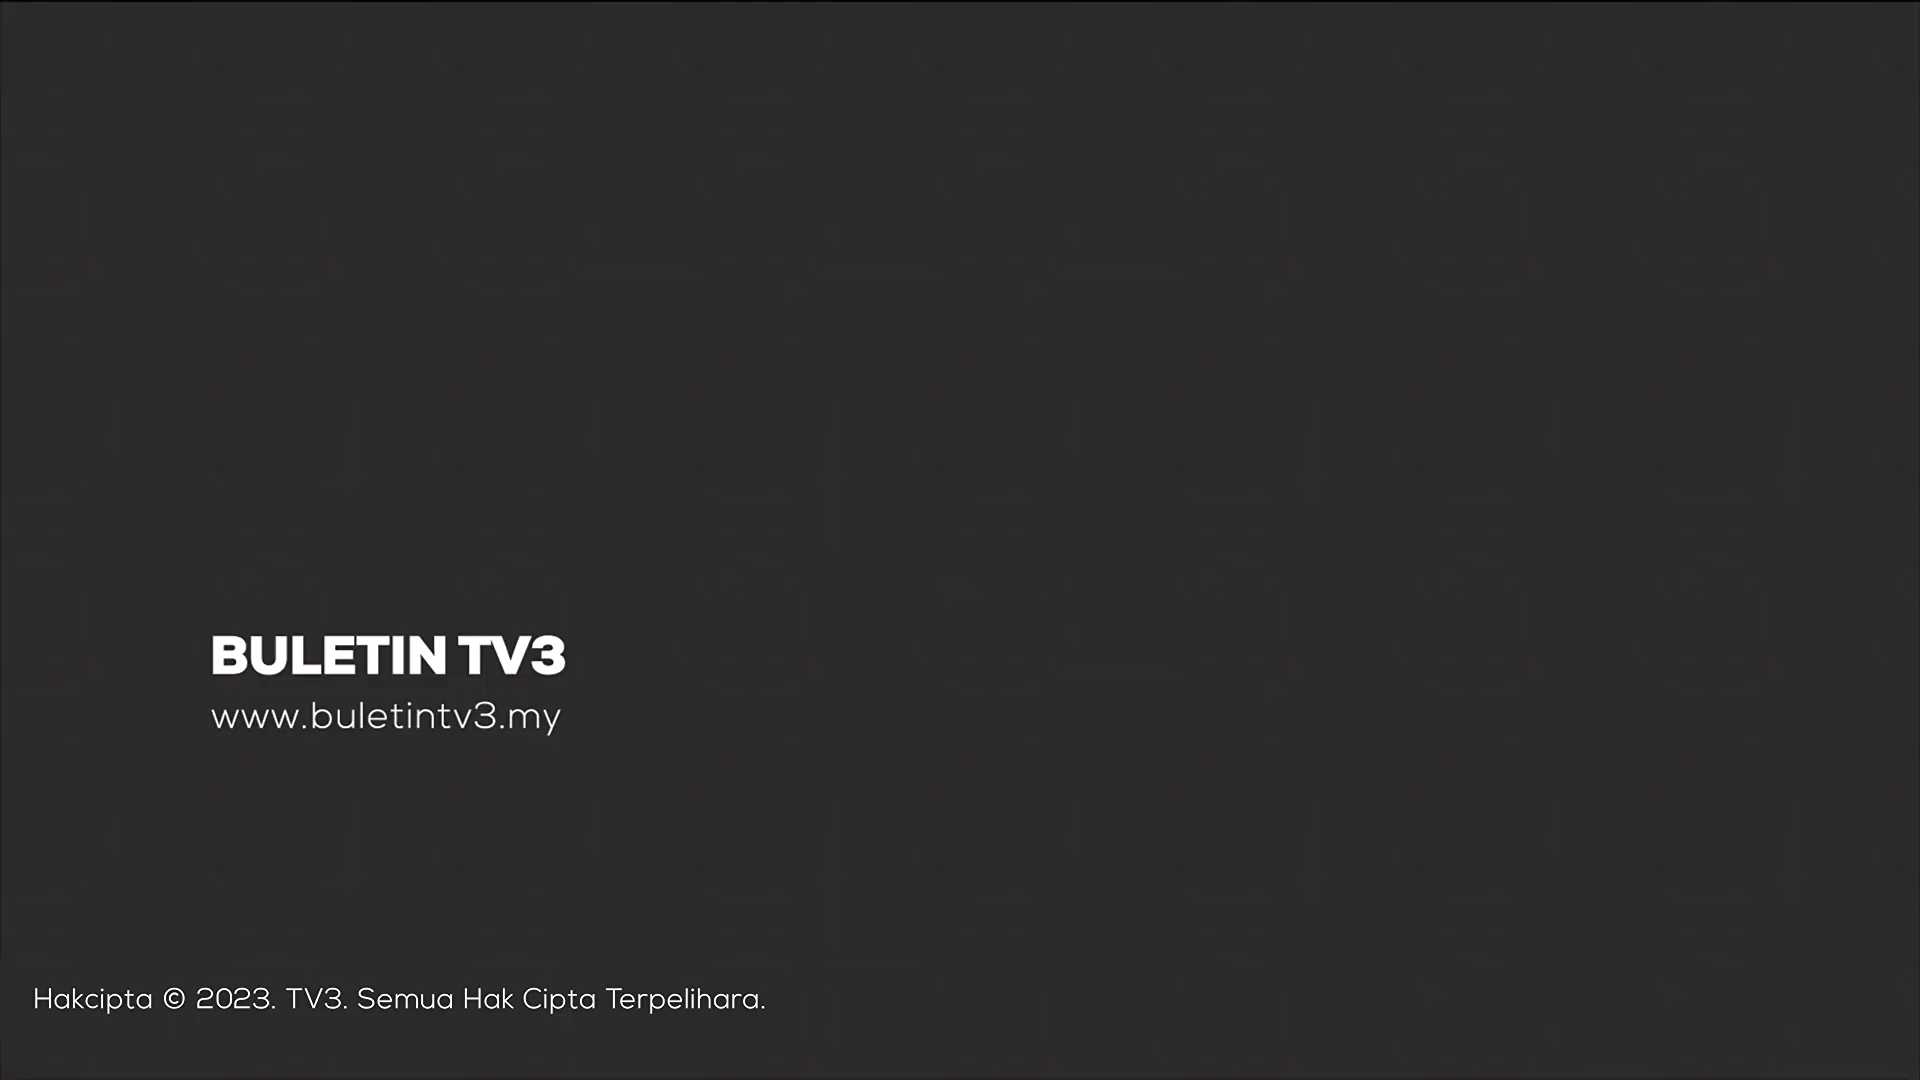 BULETIN TV3
www.buletintv3.my
Hakcipta © 2023. TV3. Semua Hak Cipta Terpelihara.